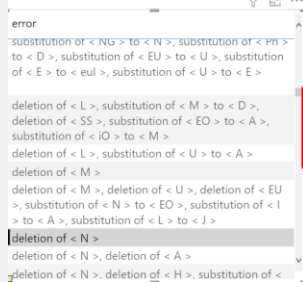 error
substitution of < NG > to < N >, substitution of < Ph >
to < D >, substitution of < EU > to < U >, substitution
of < E > to < eul >, substitution of < U > to < E >
deletion of < L >, substitution of < M > to < D >,
deletion of < SS >, substitution of < EO > to < A >,
substitution of < iO > to < M >
deletion of < L >, substitution of < U > to < A >
deletion of < M >
deletion of < M >, deletion of < U >, deletion of < EU
>, substitution of < N > to < EO >, substitution of < I
> to < A >, substitution of < L > to < J >
deletion of < N >
deletion of < N >, deletion of < A >
deletion of < N >, deletion of < H >, substitution of <